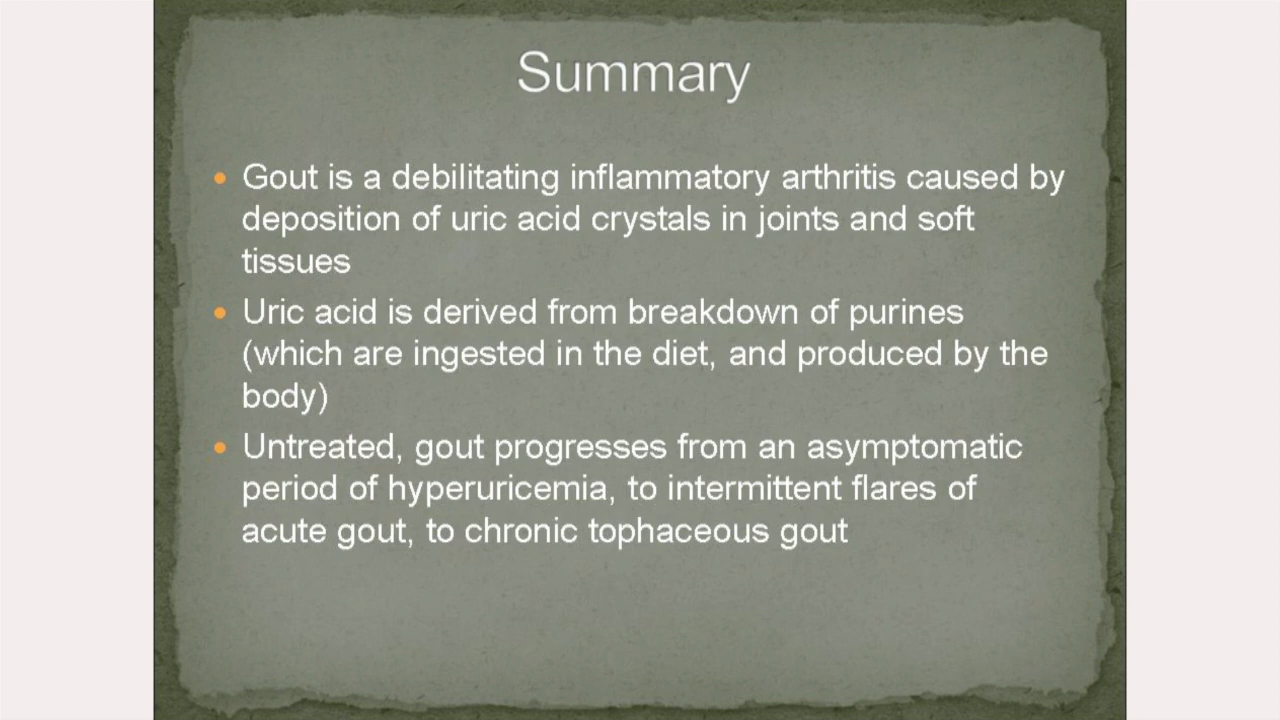 Summary
• Gout is a debilitating inflammatory arthritis caused by
deposition of uric acid crystals in joints and soft
tissues
• Uric acid is derived from breakdown of purines
(which are ingested in the diet, and produced by the
body)
• Untreated, gout progresses from an asymptomatic
period of hyperuricemia, to intermittent flares of
acute gout, to chronic tophaceous gout